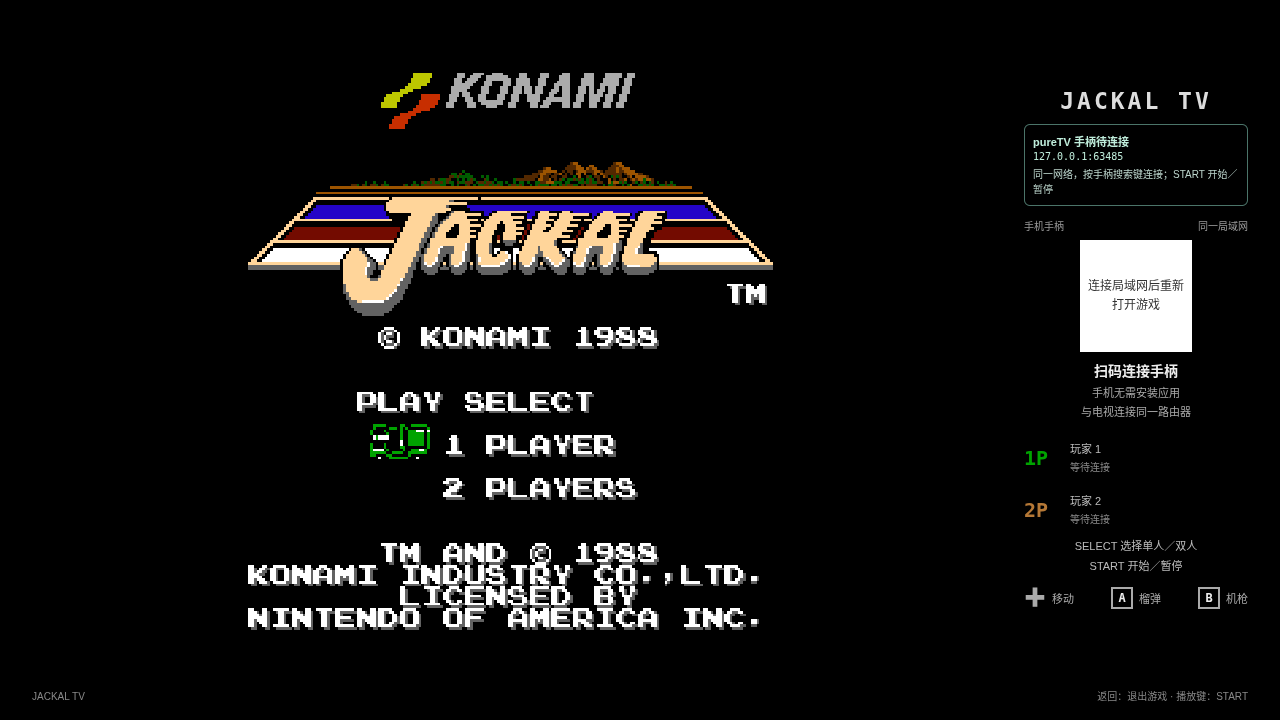 KONAMI
JACKAL
TM
© KONAMI 1988
PLAY SELECT
1 PLAYER
2 PLAYERS
TM AND © 1988
KONAMI INDUSTRY CO.,LTD.
LICENSED BY
NINTENDO OF AMERICA INC.
JACKAL TV
pureTV 手柄待连接
127.0.0.1:63485
同一网络，按手柄搜索键连接；START 开始／
暂停
手机手柄 同一局域网
连接局域网后重新
打开游戏
扫码连接手柄
手机无需安装应用
与电视连接同一路由器
1P 玩家 1
等待连接
2P 玩家 2
等待连接
SELECT 选择单人／双人
START 开始／暂停
移动 A 榴弹 B 机枪
JACKAL TV
返回：退出游戏 · 播放键：START